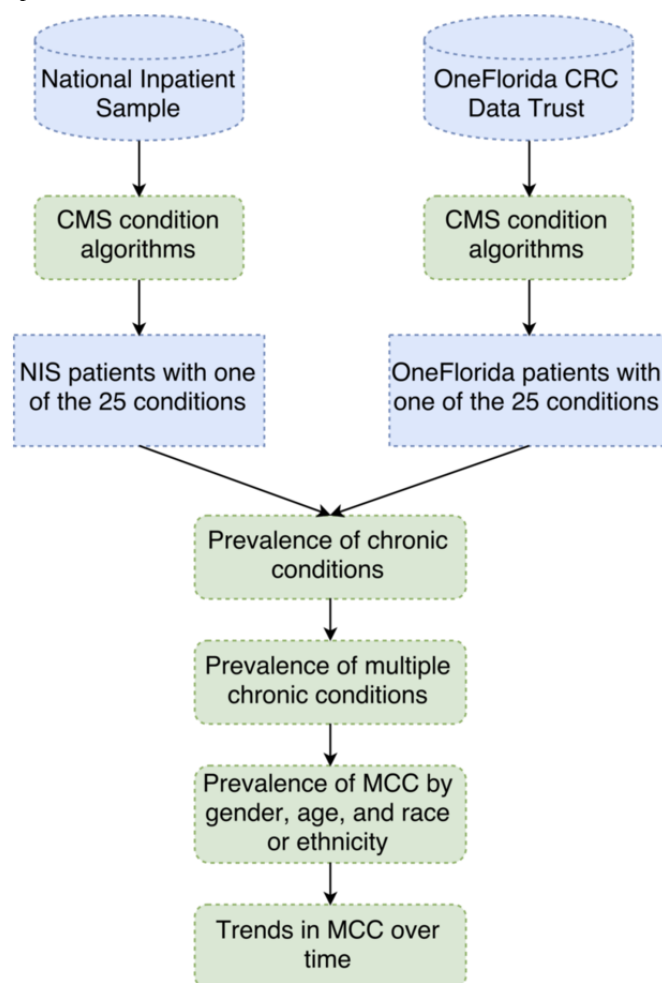 National Inpatient
Sample
OneFlorida CRC
Data Trust
CMS condition
algorithms
CMS condition
algorithms
NIS patients with one
of the 25 conditions
OneFlorida patients with
one of the 25 conditions
Prevalence of chronic
conditions
Prevalence of multiple
chronic conditions
Prevalence of MCC by
gender, age, and race
or ethnicity
Trends in MCC over
time